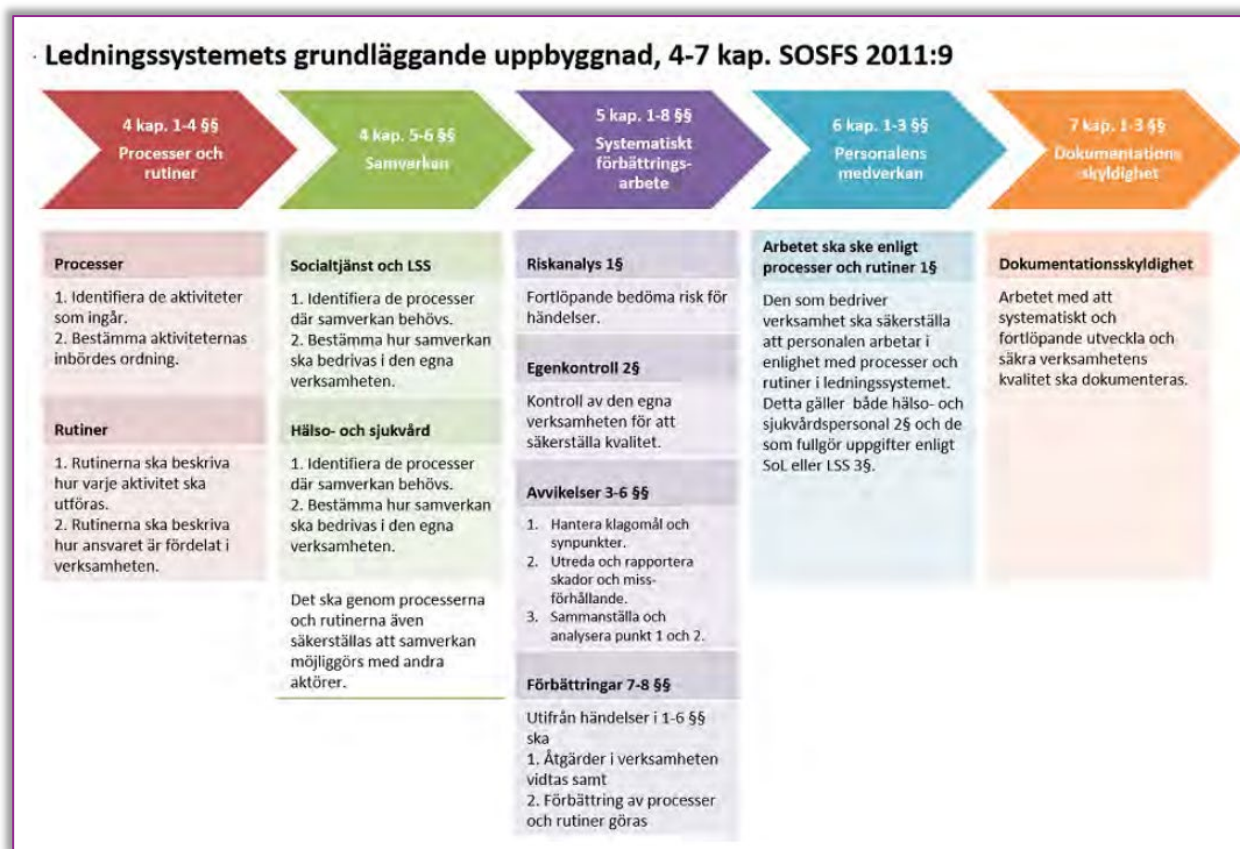 Ledningssystemets grundläggande uppbyggnad, 4-7 kap. SOSFS 2011:9
4 kap. 1-4 §§
Processer och
rutiner
4 kap. 5-6 §§
Samverkan
5 kap. 1-8 §§
Systematiskt
förbättrings-
arbete
6 kap. 1-3 §§
Personalens
medverkan
7 kap. 1-3 §§
Dokumentations
skyldighet
Processer
1. Identifiera de aktiviteter
som ingår.
2. Bestämma aktiviteternas
inbördes ordning.
Rutiner
1. Rutinerna ska beskriva
hur varje aktivitet ska
utföras.
2. Rutinerna ska beskriva
hur ansvaret är fördelat i
verksamheten.
Socialtjänst och LSS
1. Identifiera de processer
där samverkan behövs.
2. Bestämma hur samverkan
ska bedrivas i den egna
verksamheten.
Hälso- och sjukvård
1. Identifiera de processer
där samverkan behövs.
2. Bestämma hur samverkan
ska bedrivas i den egna
verksamheten.
Det ska genom processerna
och rutinerna även
säkerställas att samverkan
möjliggörs med andra
aktörer.
Riskanalys 1§
Fortlöpande bedöma risk för
händelser.
Egenkontroll 2§
Kontroll av den egna
verksamheten för att
säkerställa kvalitet.
Avvikelser 3-6 §§
1. Hantera klagomål och
synpunkter.
2. Utreda och rapportera
skador och miss-
förhållande.
3. Sammanställa och
analysera punkt 1 och 2.
Förbättringar 7-8 §§
Utifrån händelser i 1-6 §§
ska
1. Åtgärder i verksamheten
vidtas samt
2. Förbättring av processer
och rutiner göras
Arbetet ska ske enligt
processer och rutiner 1§
Den som bedriver
verksamhet ska säkerställa
att personalen arbetar i
enlighet med processer och
rutiner i ledningssystemet.
Detta gäller både hälso- och
sjukvårdspersonal 2§ och de
som fullgör uppgifter enligt
SoL eller LSS 3§.
Dokumentationsskyldighet
Arbetet med att
systematiskt och
fortlöpande utveckla och
säkra verksamhetens
kvalitet ska dokumenteras.